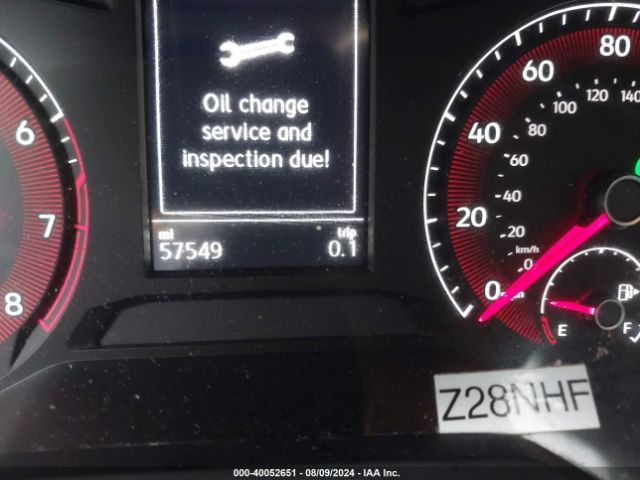 Oil change
service and
inspection due!
mi trip
57549 0.1
6
7
8
80
60
40
20
0
140
120
100
80
60
40
20
km/h
0
E F
Z28NHF
000-40052651 - 08/09/2024 - IAA Inc.